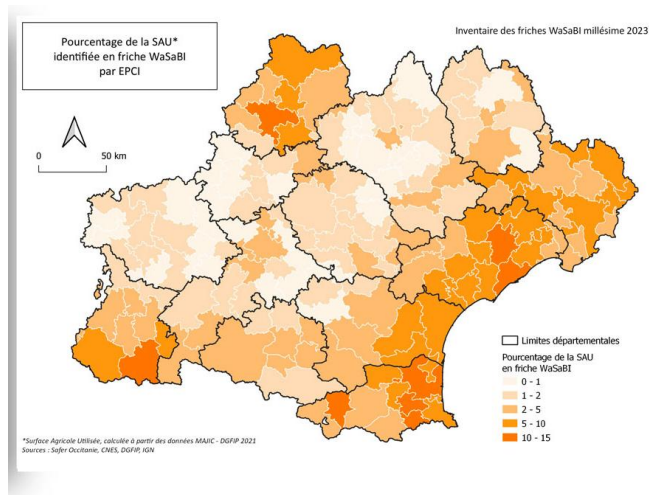 Pourcentage de la SAU*
identifiée en friche WaSaBI
par EPCI
Inventaire des friches WaSaBI millésime 2023
0 50 km
Limites départementales
Pourcentage de la SAU
en friche WaSaBI
0 - 1
1 - 2
2 - 5
5 - 10
10 - 15
*Surface Agricole Utilisée, calculée à partir des données MAJIC - DGFIP 2021
Sources : Safer Occitanie, CNES, DGFIP, IGN